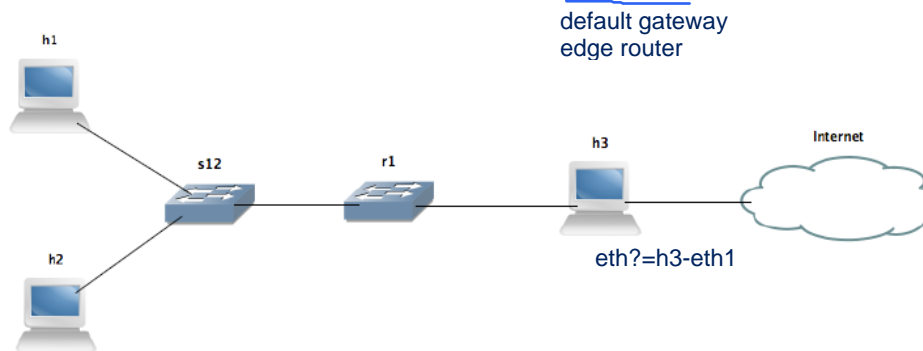 default gateway
edge router
h1
s12
r1
h3
Internet
eth?=h3-eth1
h2